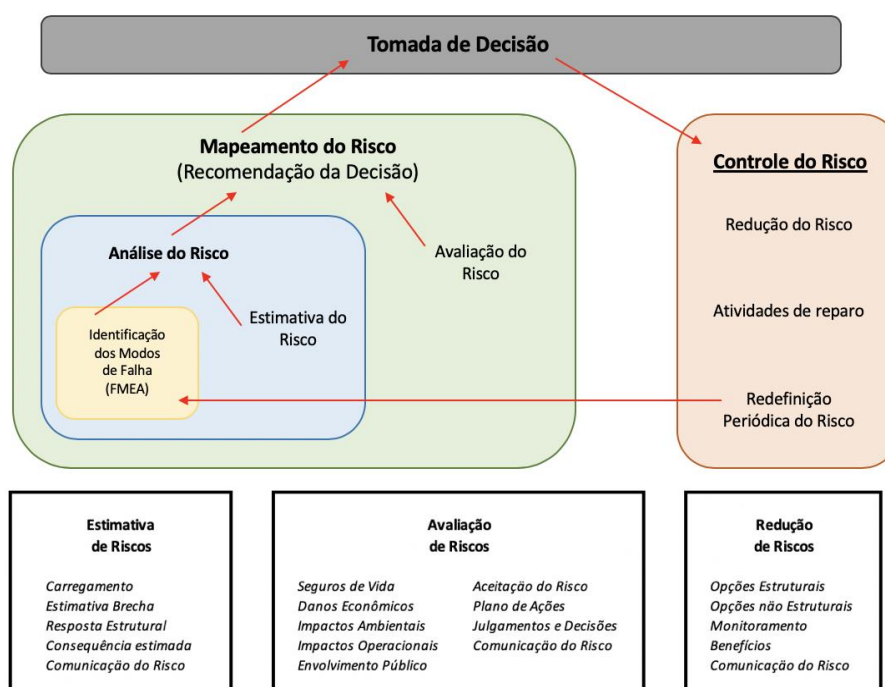 Tomada de Decisão
Mapeamento do Risco
(Recomendação da Decisão)
Análise do Risco
Identificação
dos Modos
de Falha
(FMEA)
Estimativa do
Risco
Avaliação do
Risco
Controle do Risco
Redução do Risco
Atividades de reparo
Redefinição
Periódica do Risco
Estimativa
de Riscos
Carregamento
Estimativa Brecha
Resposta Estrutural
Consequência estimada
Comunicação do Risco
Avaliação
de Riscos
Seguros de Vida
Danos Econômicos
Impactos Ambientais
Impactos Operacionais
Envolvimento Público
Aceitação do Risco
Plano de Ações
Julgamentos e Decisões
Comunicação do Risco
Redução
de Riscos
Opções Estruturais
Opções não Estruturais
Monitoramento
Benefícios
Comunicação do Risco